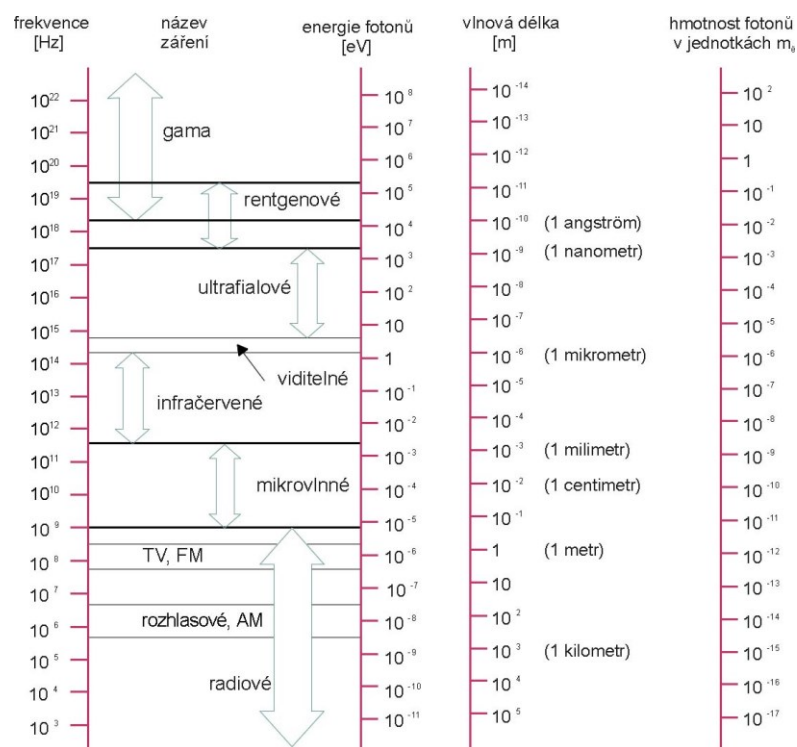 frekvence
[Hz]
název
záření
energie fotonů
[eV]
vlnová délka
[m]
hmotnost fotonů
v jednotkách mₑ
10²²
10²¹
10²⁰
10¹⁹
10¹⁸
10¹⁷
10¹⁶
10¹⁵
10¹⁴
10¹³
10¹²
10¹¹
10¹⁰
10⁹
10⁸
10⁷
10⁶
10⁵
10⁴
10³
gama
rentgenové
ultrafialové
viditelné
infračervené
mikrovlnné
TV, FM
rozhlasové, AM
radiové
10⁸
10⁷
10⁶
10⁵
10⁴
10³
10²
10
1
10⁻¹
10⁻²
10⁻³
10⁻⁴
10⁻⁵
10⁻⁶
10⁻⁷
10⁻⁸
10⁻⁹
10⁻¹⁰
10⁻¹¹
10⁻¹⁴
10⁻¹³
10⁻¹²
10⁻¹¹
10⁻¹⁰ (1 angström)
10⁻⁹ (1 nanometr)
10⁻⁸
10⁻⁷
10⁻⁶ (1 mikrometr)
10⁻⁵
10⁻⁴
10⁻³ (1 milimetr)
10⁻² (1 centimetr)
10⁻¹
1 (1 metr)
10
10²
10³ (1 kilometr)
10⁴
10⁵
10²
10
1
10⁻¹
10⁻²
10⁻³
10⁻⁴
10⁻⁵
10⁻⁶
10⁻⁷
10⁻⁸
10⁻⁹
10⁻¹⁰
10⁻¹¹
10⁻¹²
10⁻¹³
10⁻¹⁴
10⁻¹⁵
10⁻¹⁶
10⁻¹⁷